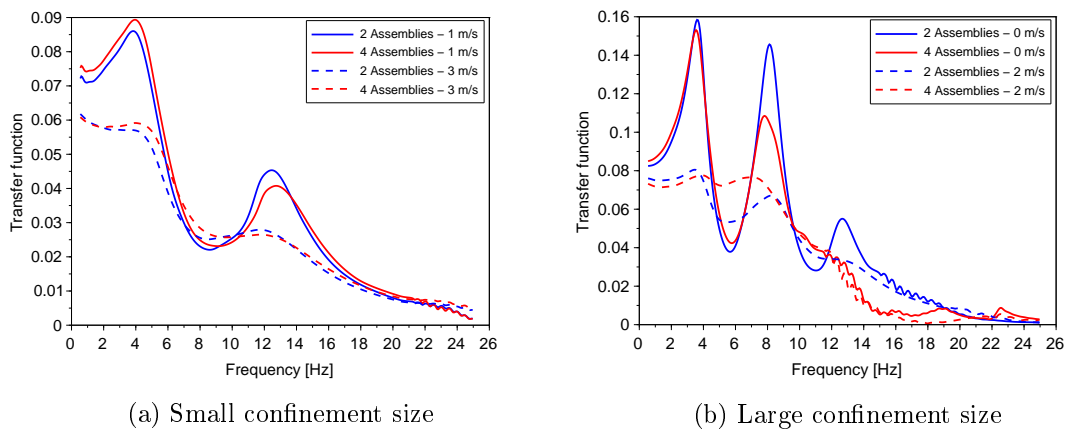 0.09
0.08
0.07
0.06
0.05
0.04
0.03
0.02
0.01
0
Transfer function
0 2 4 6 8 10 12 14 16 18 20 22 24 26
Frequency [Hz]
2 Assemblies – 1 m/s
4 Assemblies – 1 m/s
2 Assemblies – 3 m/s
4 Assemblies – 3 m/s
(a) Small confinement size
0.16
0.14
0.12
0.1
0.08
0.06
0.04
0.02
0
Transfer function
0 2 4 6 8 10 12 14 16 18 20 22 24 26
Frequency [Hz]
2 Assemblies – 0 m/s
4 Assemblies – 0 m/s
2 Assemblies – 2 m/s
4 Assemblies – 2 m/s
(b) Large confinement size